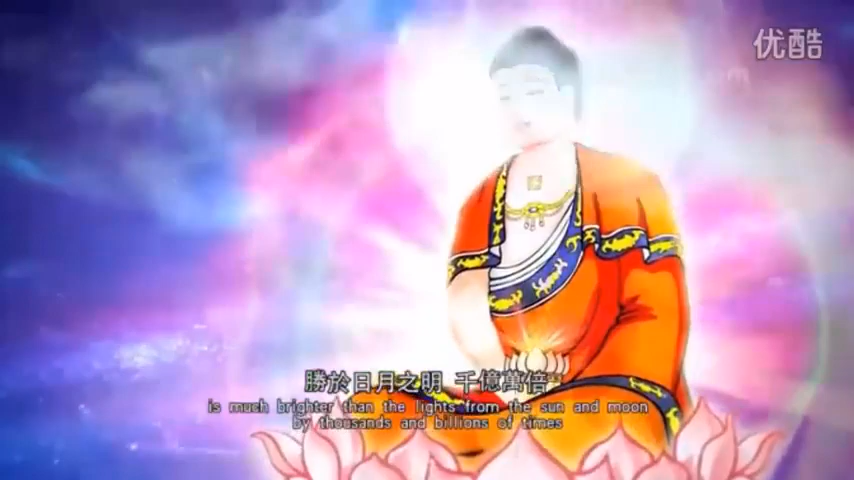 优酷
勝於日月之明 千億萬倍
is much brighter than the lights from the sun and moon
by thousands and billions of times